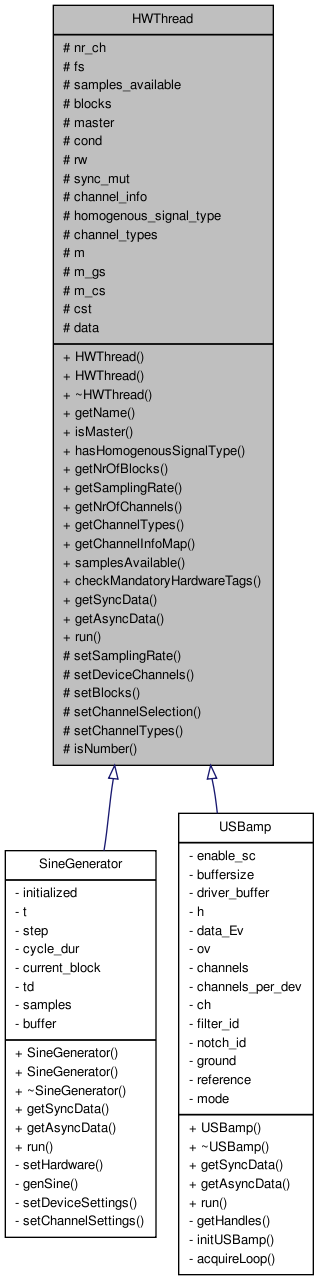 HWThread
# nr_ch
# fs
# samples_available
# blocks
# master
# cond
# rw
# sync_mut
# channel_info
# homogenous_signal_type
# channel_types
# m
# m_gs
# m_cs
# cst
# data
+ HWThread()
+ HWThread()
+ ~HWThread()
+ getName()
+ isMaster()
+ hasHomogenousSignalType()
+ getNrOfBlocks()
+ getSamplingRate()
+ getNrOfChannels()
+ getChannelTypes()
+ getChannelInfoMap()
+ samplesAvailable()
+ checkMandatoryHardwareTags()
+ getSyncData()
+ getAsyncData()
+ run()
# setSamplingRate()
# setDeviceChannels()
# setBlocks()
# setChannelSelection()
# setChannelTypes()
# isNumber()
SineGenerator
- initialized
- t
- step
- cycle_dur
- current_block
- td
- samples
- buffer
+ SineGenerator()
+ SineGenerator()
+ ~SineGenerator()
+ getSyncData()
+ getAsyncData()
+ run()
- setHardware()
- genSine()
- setDeviceSettings()
- setChannelSettings()
USBamp
- enable_sc
- buffersize
- driver_buffer
- h
- data_Ev
- ov
- channels
- channels_per_dev
- ch
- filter_id
- notch_id
- ground
- reference
- mode
+ USBamp()
+ ~USBamp()
+ getSyncData()
+ getAsyncData()
+ run()
- getHandles()
- initUSBamp()
- acquireLoop()